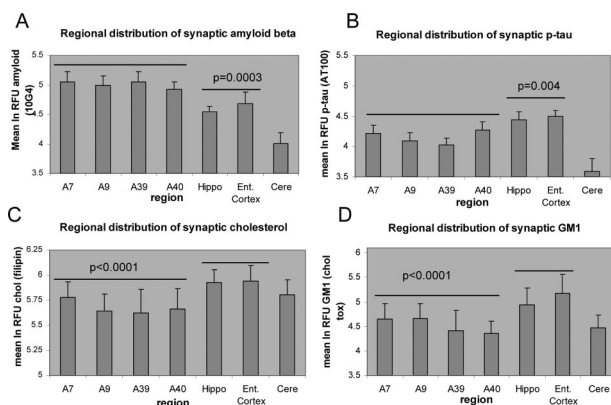 A
Regional distribution of synaptic amyloid beta
Mean ln RFU amyloid
(10G4)
5.5
5
4.5
4
3.5
p=0.0003
A7 A9 A39 A40 Hippo Ent. Cere
Cortex
region
B
Regional distribution of synaptic p-tau
mean ln RFU p-tau
(AT100)
5.5
5
4.5
4
3.5
p=0.004
A7 A9 A39 A40 Hippo Ent. Cere
Cortex
region
C
Regional distribution of synaptic cholesterol
mean ln RFU chol (filipin)
6.25
6
5.75
5.5
5.25
5
p<0.0001
A7 A9 A39 A40 Hippo Ent. Cere
Cortex
region
D
Regional distribution of synaptic GM1
mean ln RFU GM1 (chol
tox)
6
5.5
5
4.5
4
3.5
p<0.0001
A7 A9 A39 A40 Hippo Ent. Cere
Cortex
region